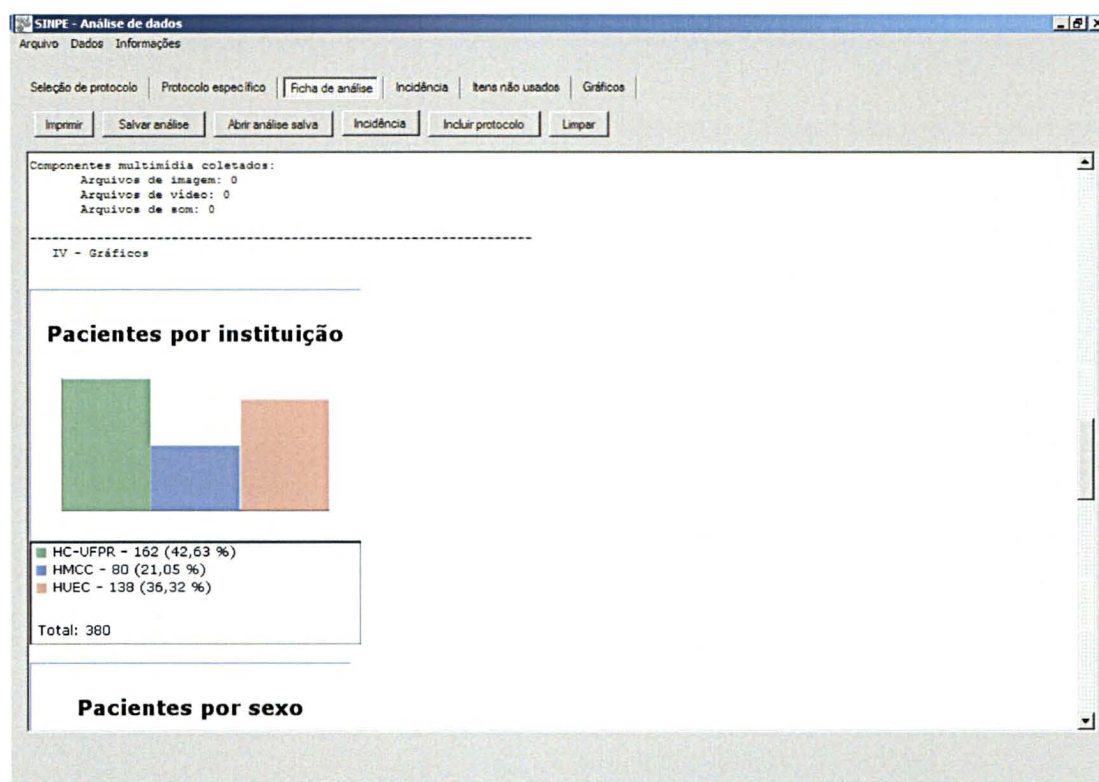 SINPE - Análise de dados
Arquivo Dados Informações
Seleção de protocolo Protocolo específico Ficha de análise Incidência Itens não usados Gráficos
Imprimir Salvar análise Abrir análise salva Incidência Incluir protocolo Limpar
Componentes multimídia coletados:
Arquivos de imagem: 0
Arquivos de vídeo: 0
Arquivos de som: 0
--------------------------------------------------------------------
IV - Gráficos
Pacientes por instituição
HC-UFPR - 162 (42,63 %)
HMCC - 80 (21,05 %)
HUEC - 138 (36,32 %)
Total: 380
Pacientes por sexo